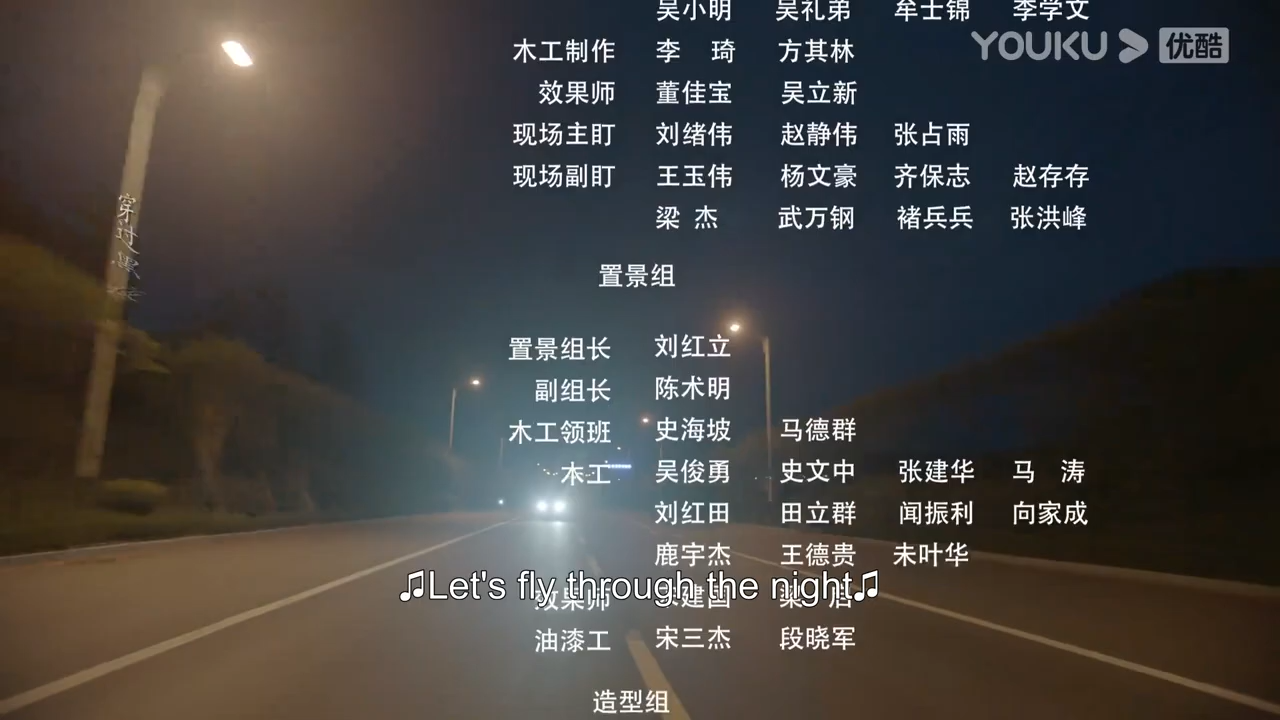 吴小明 吴礼弟 牟士锦 李学文
YOUKU 优酷
木工制作 李 琦 方其林
效果师 董佳宝 吴立新
现场主盯 刘绪伟 赵静伟 张占雨
现场副盯 王玉伟 杨文豪 齐保志 赵存存
梁 杰 武万钢 褚兵兵 张洪峰
穿过
置景组
置景组长 刘红立
副组长 陈术明
木工领班 史海坡 马德群
木工 吴俊勇 史文中 张建华 马 涛
刘红田 田立群 闻振利 向家成
鹿宇杰 王德贵 未叶华
♫Let's fly through the night♫
效果师 建国
油漆工 宋三杰 段晓军
造型组